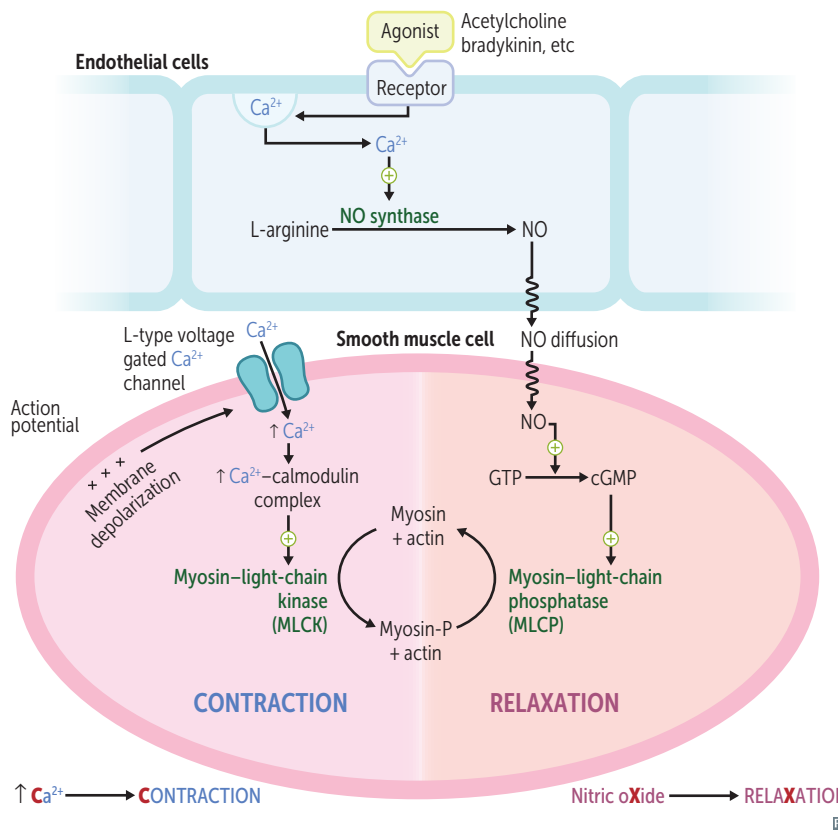 Agonist
Acetylcholine
bradykinin, etc
Endothelial cells
Receptor
Ca²⁺
Ca²⁺
NO synthase
L-arginine
NO
L-type voltage
gated Ca²⁺
channel
Ca²⁺
Smooth muscle cell
NO diffusion
Action
potential
↑ Ca²⁺
NO
+ + +
Membrane
depolarization
↑ Ca²⁺–calmodulin
complex
GTP
cGMP
Myosin
+ actin
Myosin–light-chain
kinase
(MLCK)
Myosin–light-chain
phosphatase
(MLCP)
Myosin-P
+ actin
CONTRACTION
RELAXATION
↑ Ca²⁺ → CONTRACTION
Nitric oXide → RELAXATION